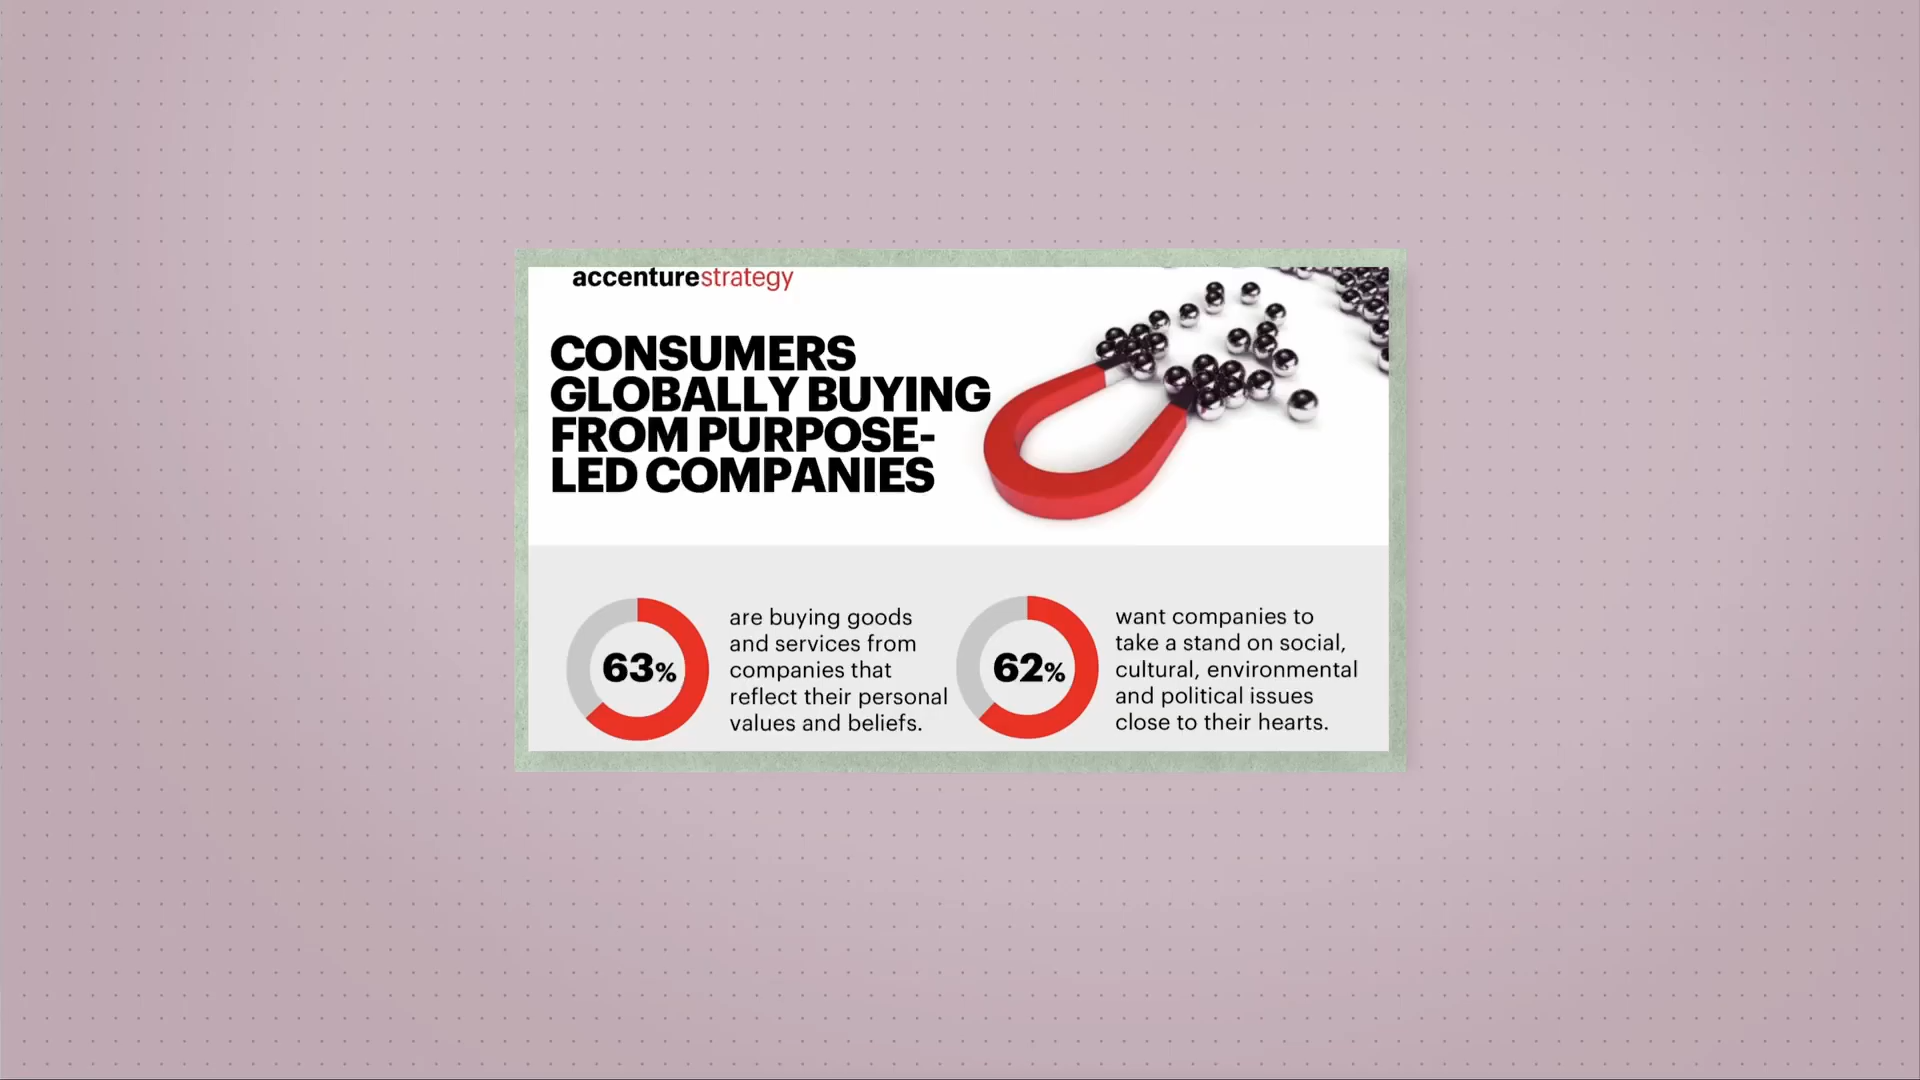 accenturestrategy
CONSUMERS
GLOBALLY BUYING
FROM PURPOSE-
LED COMPANIES
63%
are buying goods
and services from
companies that
reflect their personal
values and beliefs.
62%
want companies to
take a stand on social,
cultural, environmental
and political issues
close to their hearts.